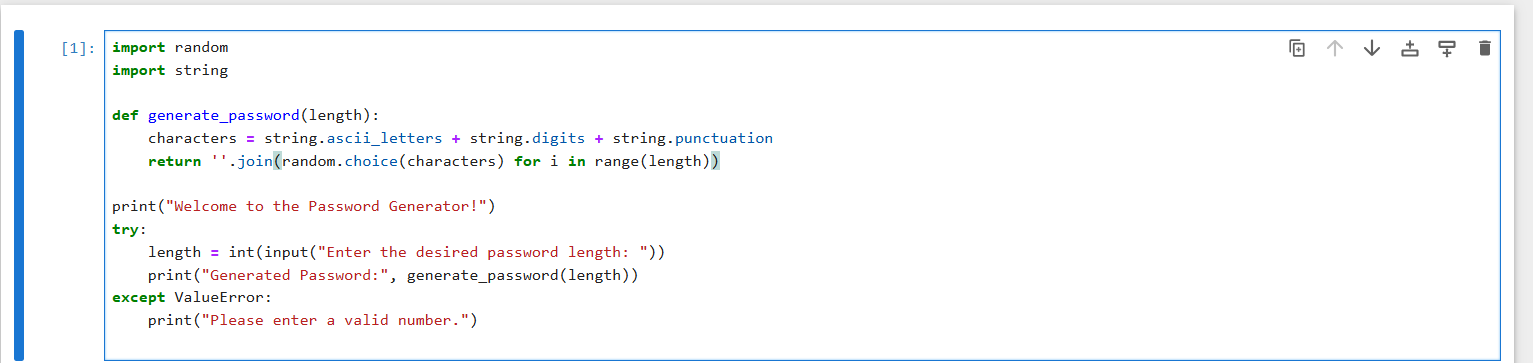 [1]:
import random
import string

def generate_password(length):
    characters = string.ascii_letters + string.digits + string.punctuation
    return ''.join(random.choice(characters) for i in range(length))

print("Welcome to the Password Generator!")
try:
    length = int(input("Enter the desired password length: "))
    print("Generated Password:", generate_password(length))
except ValueError:
    print("Please enter a valid number.")